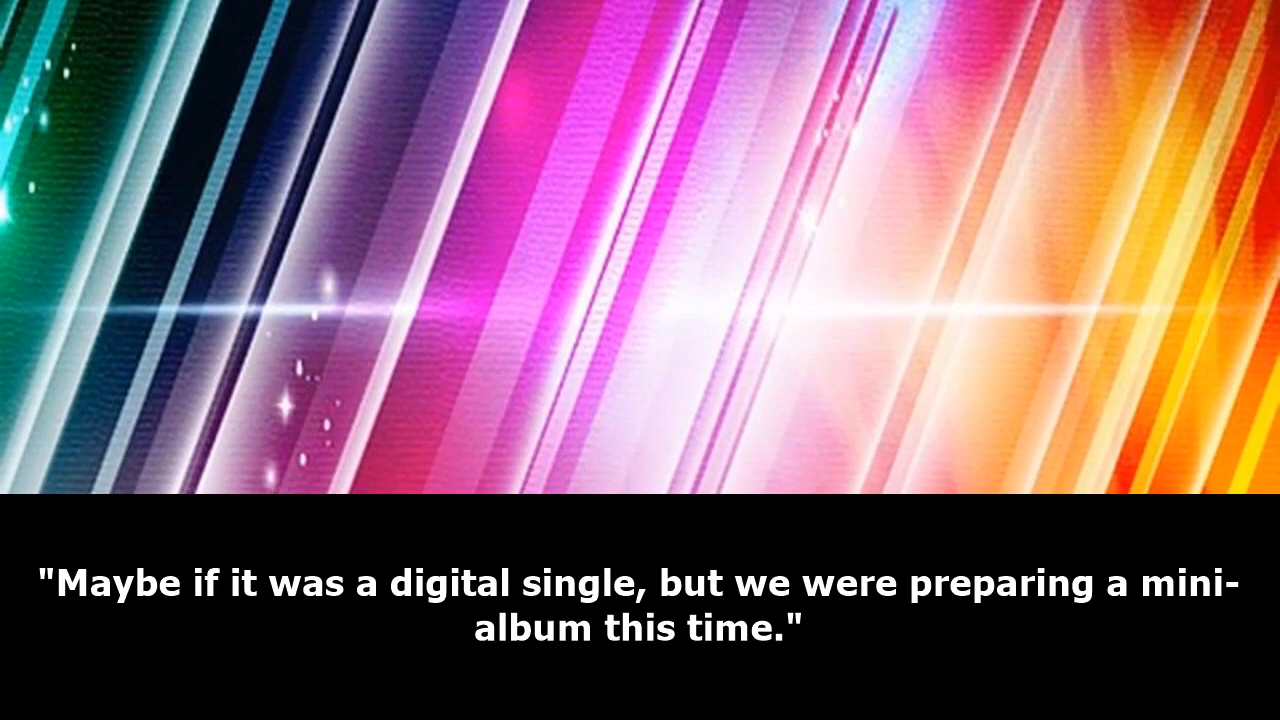 "Maybe if it was a digital single, but we were preparing a mini-
album this time."